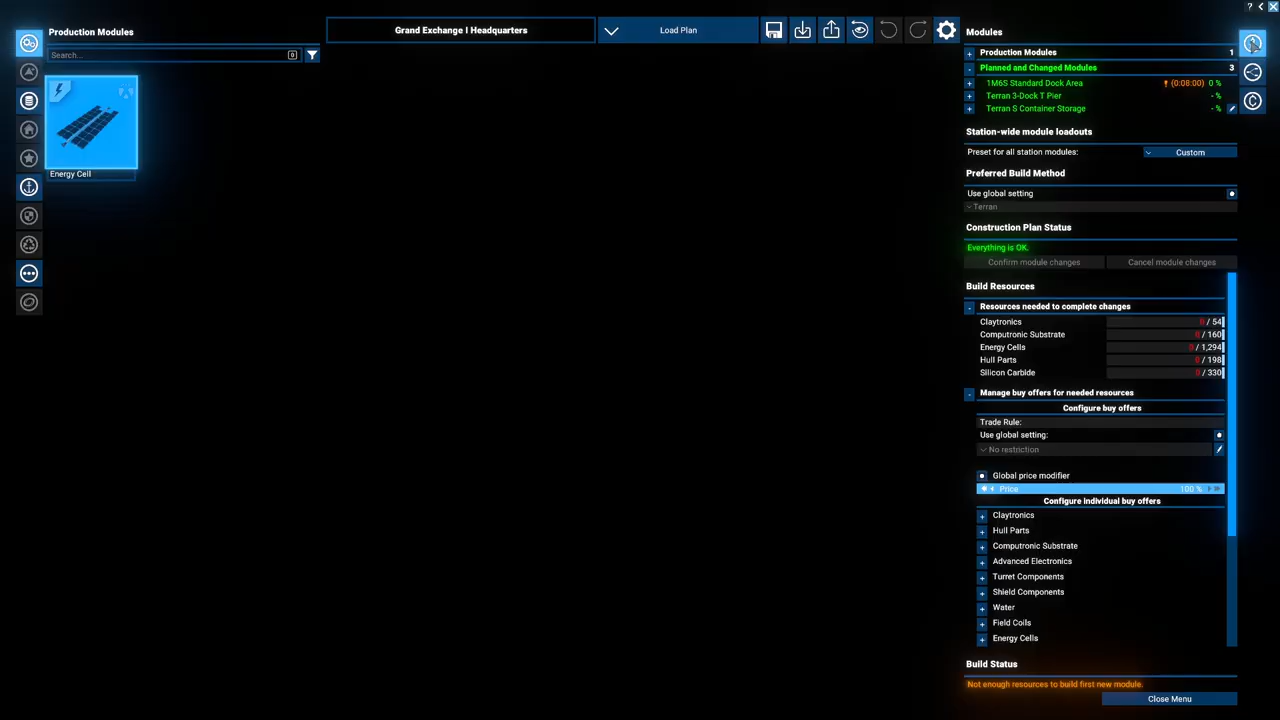 Production Modules
Search...
0
Energy Cell
Grand Exchange I Headquarters
Load Plan
?
Modules
Production Modules 1
Planned and Changed Modules 3
1M6S Standard Dock Area (0:08:00) 0 %
Terran 3-Dock T Pier - %
Terran S Container Storage - %
Station-wide module loadouts
Preset for all station modules: Custom
Preferred Build Method
Use global setting
Terran
Construction Plan Status
Everything is OK.
Confirm module changes Cancel module changes
Build Resources
Resources needed to complete changes
Claytronics 0 / 54
Computronic Substrate 0 / 160
Energy Cells 0 / 1,294
Hull Parts 0 / 198
Silicon Carbide 0 / 330
Manage buy offers for needed resources
Configure buy offers
Trade Rule:
Use global setting:
No restriction
Global price modifier
Price 100 %
Configure individual buy offers
Claytronics
Hull Parts
Computronic Substrate
Advanced Electronics
Turret Components
Shield Components
Water
Field Coils
Energy Cells
Build Status
Not enough resources to build first new module.
Close Menu